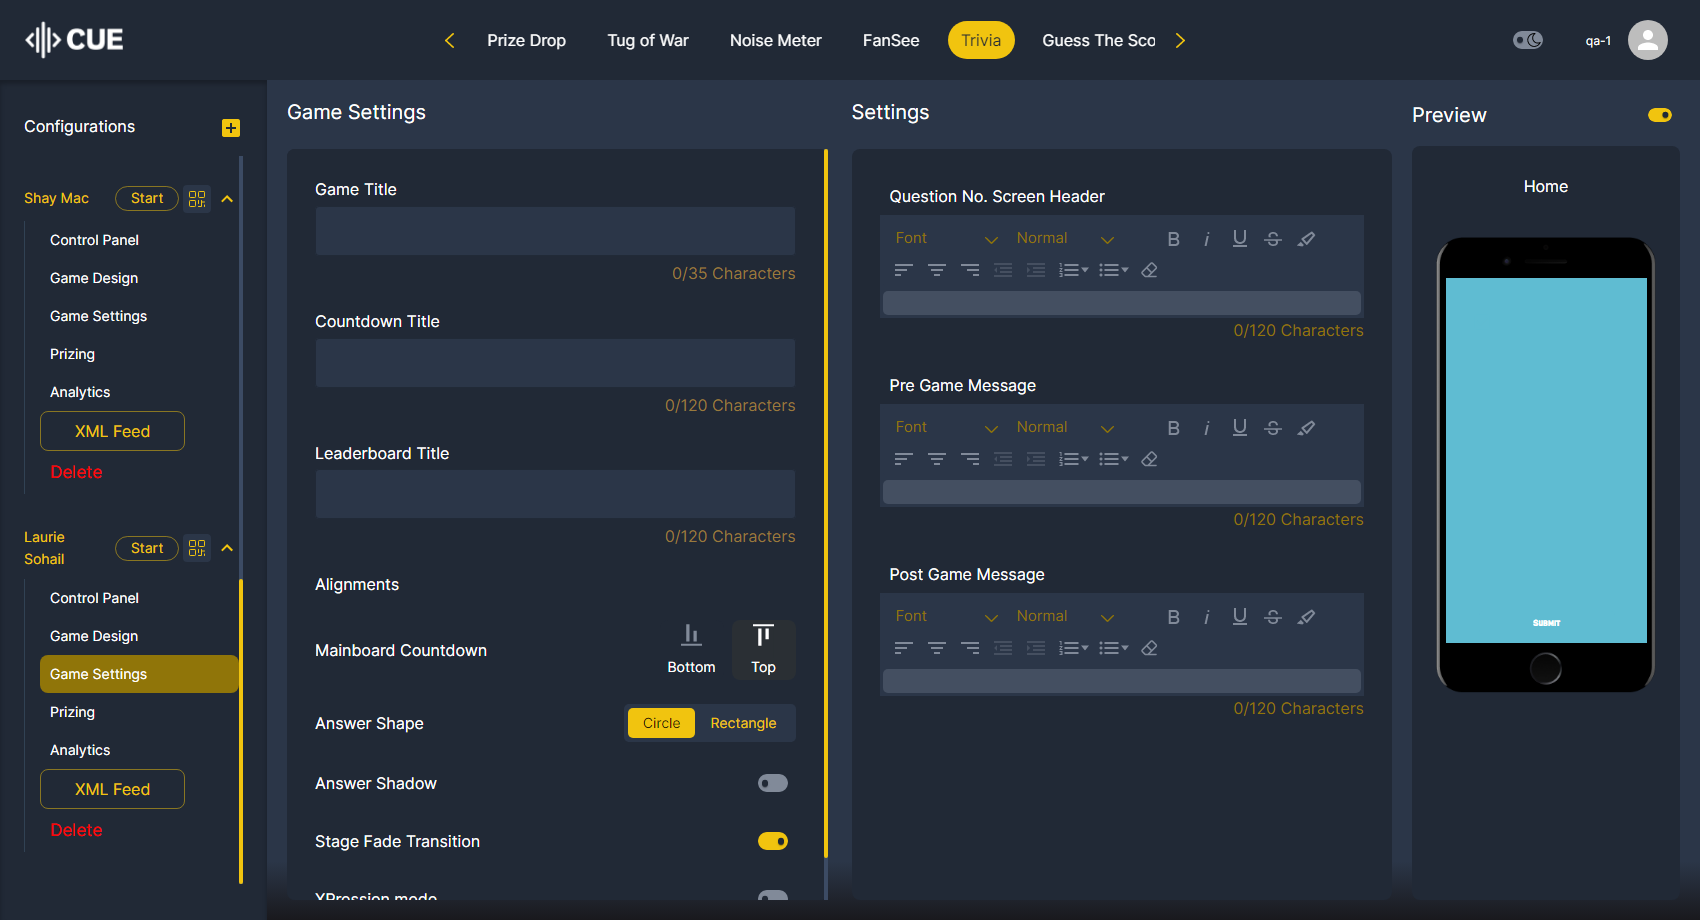 CUE
Prize Drop
Tug of War
Noise Meter
FanSee
Trivia
Guess The Sco
qa-1
Configurations
Shay Mac
Start
Control Panel
Game Design
Game Settings
Prizing
Analytics
XML Feed
Delete
Laurie
Sohail
Start
Control Panel
Game Design
Game Settings
Prizing
Analytics
XML Feed
Delete
Game Settings
Game Title
0/35 Characters
Countdown Title
0/120 Characters
Leaderboard Title
0/120 Characters
Alignments
Mainboard Countdown
Bottom
Top
Answer Shape
Circle
Rectangle
Answer Shadow
Stage Fade Transition
XPression mode
Settings
Question No. Screen Header
Font
Normal
B i U S
0/120 Characters
Pre Game Message
Font
Normal
B i U S
0/120 Characters
Post Game Message
Font
Normal
B i U S
0/120 Characters
Preview
Home
SUBMIT